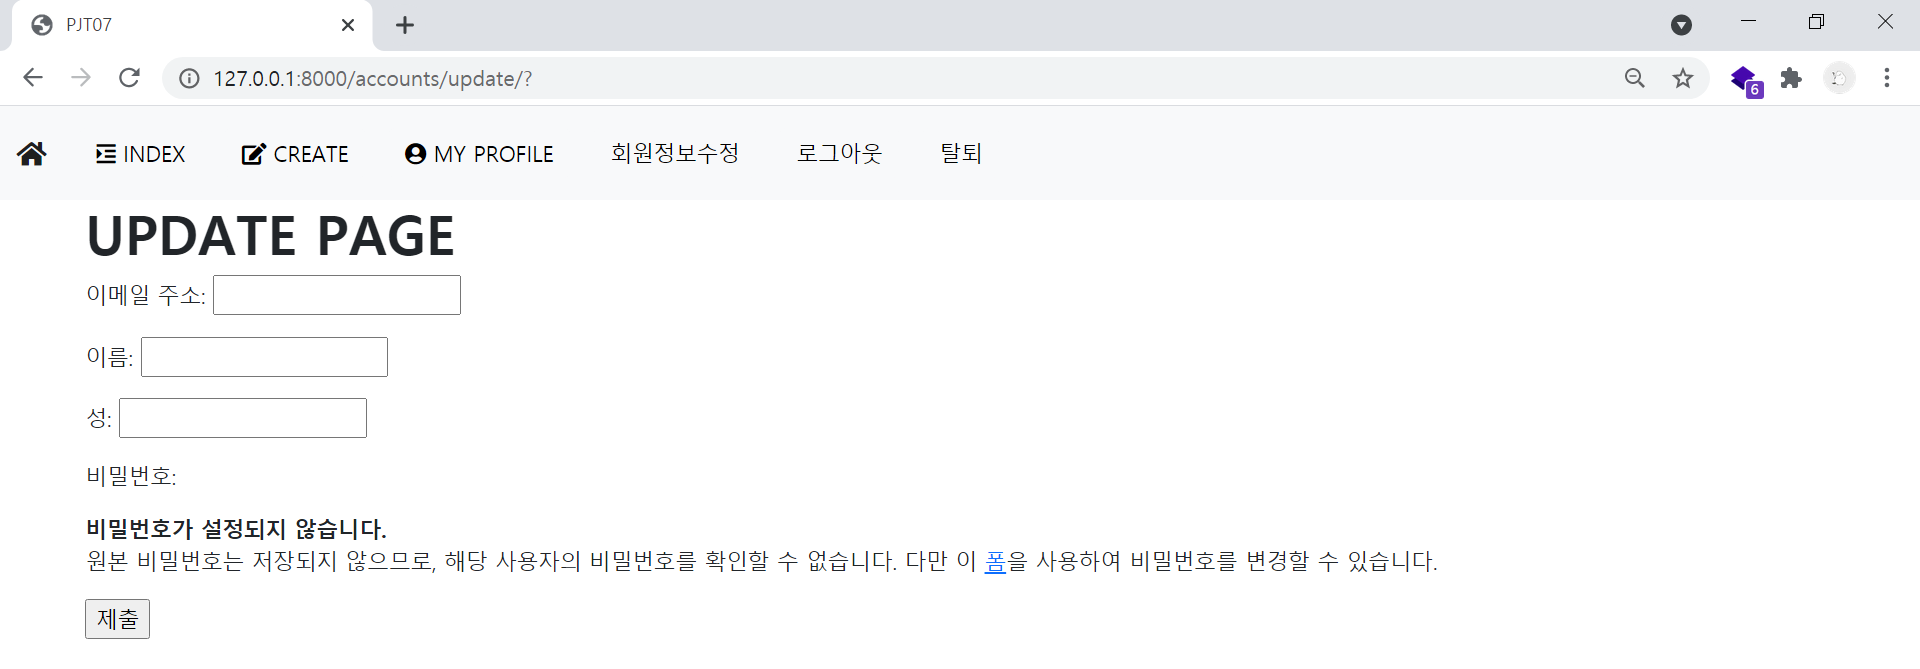 PJT07
127.0.0.1:8000/accounts/update/?
6
INDEX CREATE MY PROFILE 회원정보수정 로그아웃 탈퇴
UPDATE PAGE
이메일 주소:
이름:
성:
비밀번호:
비밀번호가 설정되지 않습니다.
원본 비밀번호는 저장되지 않으므로, 해당 사용자의 비밀번호를 확인할 수 없습니다. 다만 이 폼을 사용하여 비밀번호를 변경할 수 있습니다.
제출